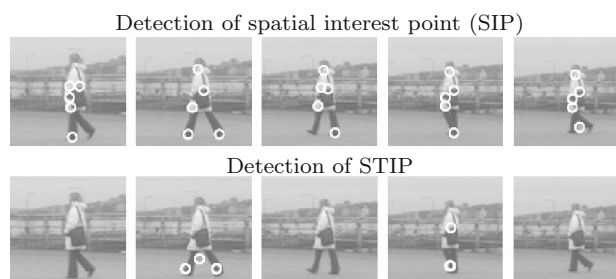 Detection of spatial interest point (SIP)
Detection of STIP